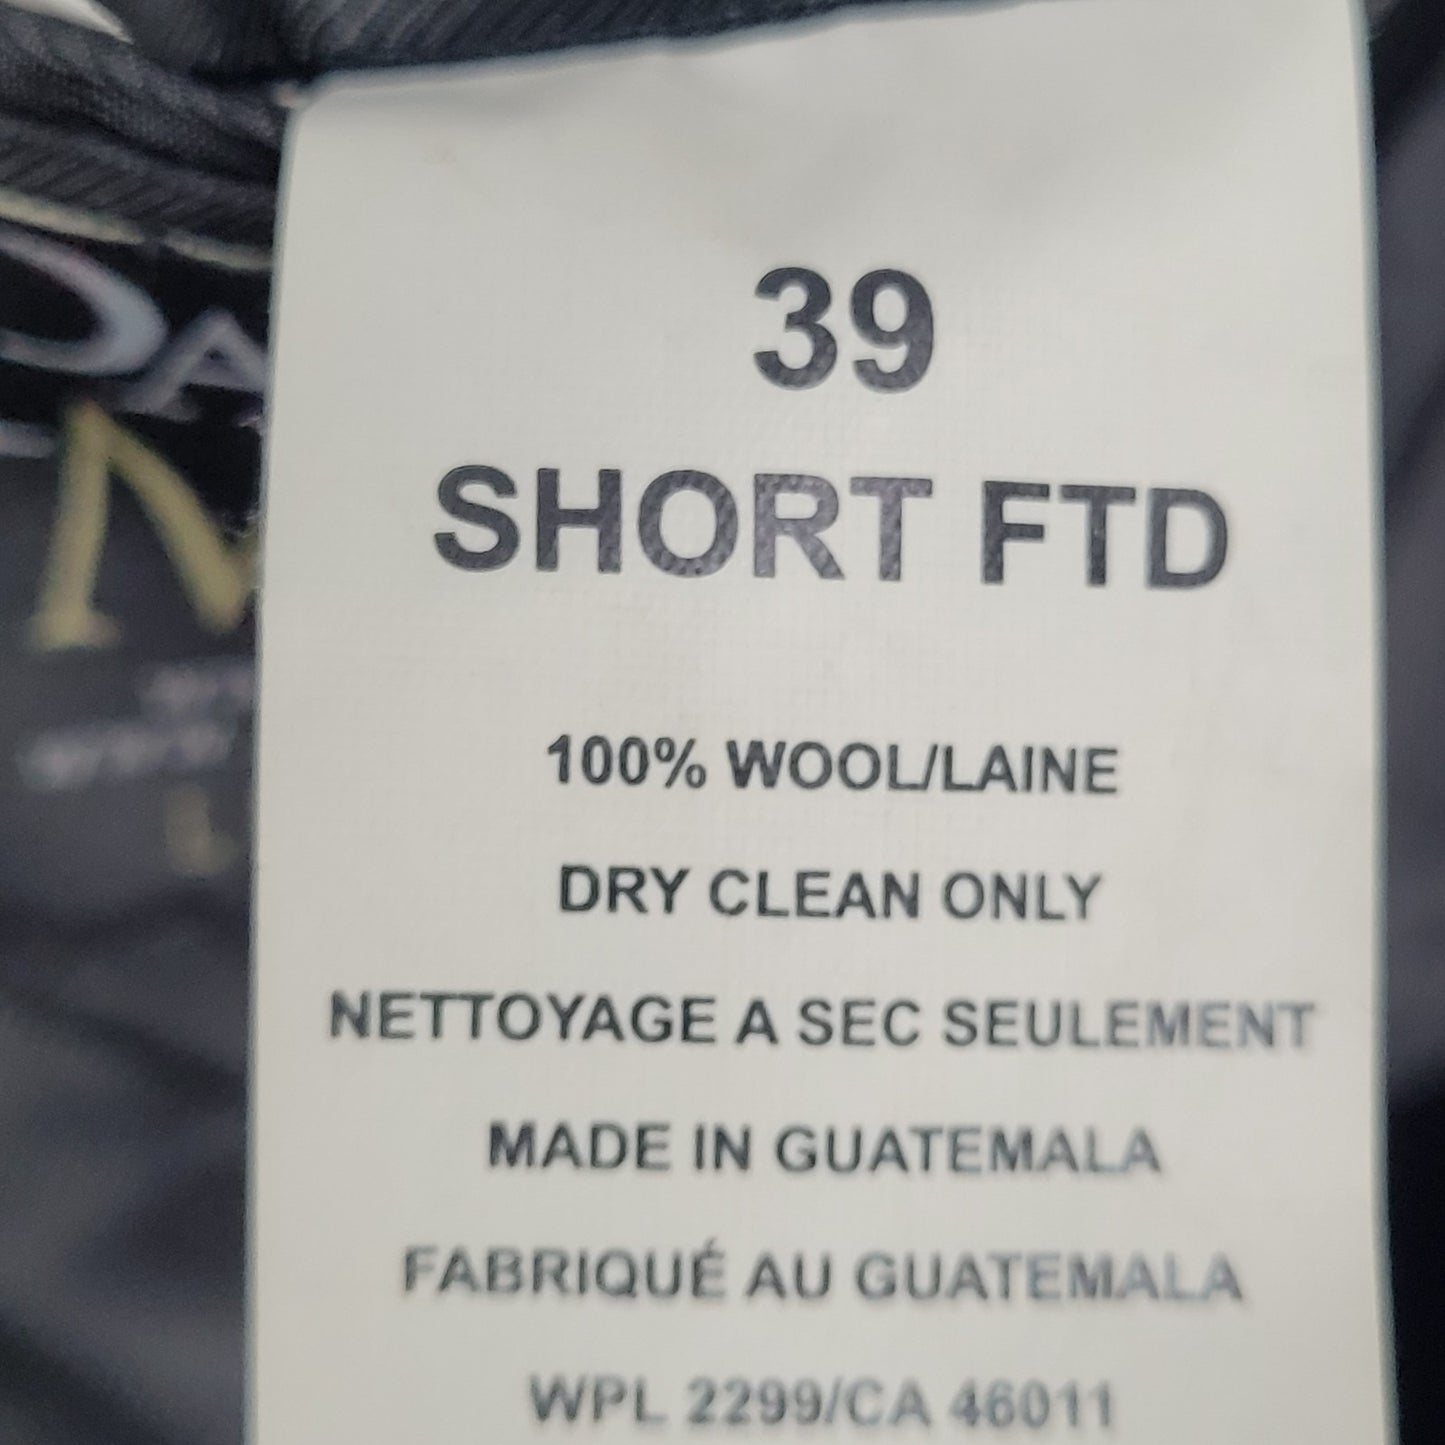 39
SHORT FTD
100% WOOL/LAINE
DRY CLEAN ONLY
NETTOYAGE A SEC SEULEMENT
MADE IN GUATEMALA
FABRIQUÉ AU GUATEMALA
WPL 2299/CA 46011